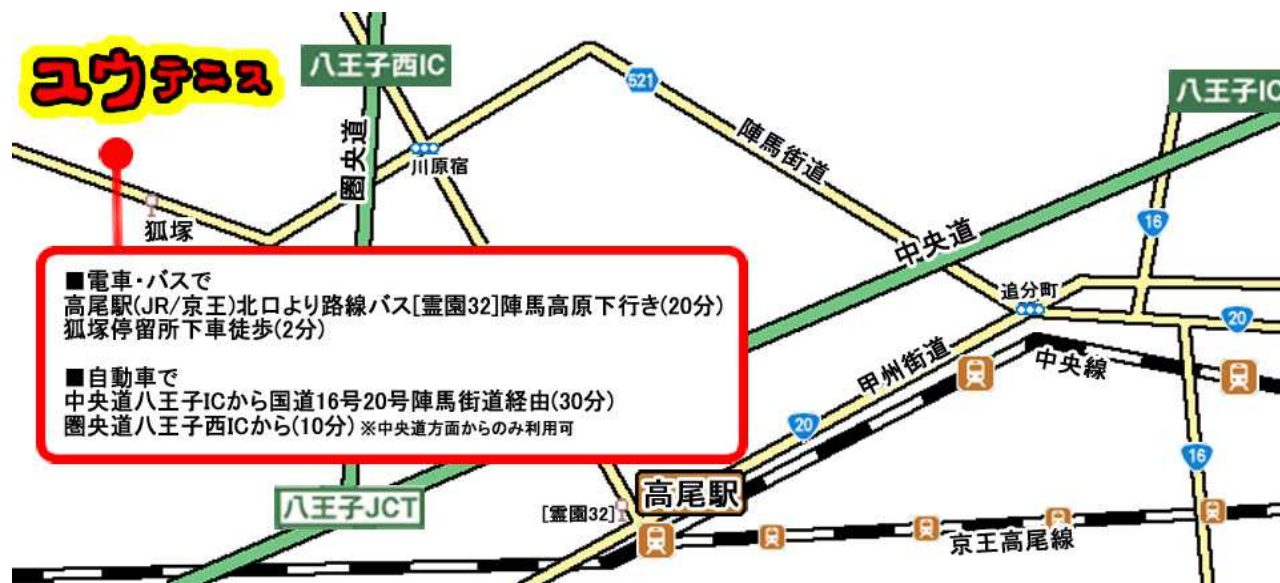 ユウテニス
八王子西IC
521
八王子IC
圏央道
川原宿
陣馬街道
狐塚
中央道
16
■電車・バスで
高尾駅(JR/京王)北口より路線バス[霊園32]陣馬高原下行き(20分)
狐塚停留所下車徒歩(2分)
■自動車で
中央道八王子ICから国道16号20号陣馬街道経由(30分)
圏央道八王子西ICから(10分)※中央道方面からのみ利用可
追分町
20
甲州街道
中央線
20
16
八王子JCT
[霊園32]
高尾駅
京王高尾線